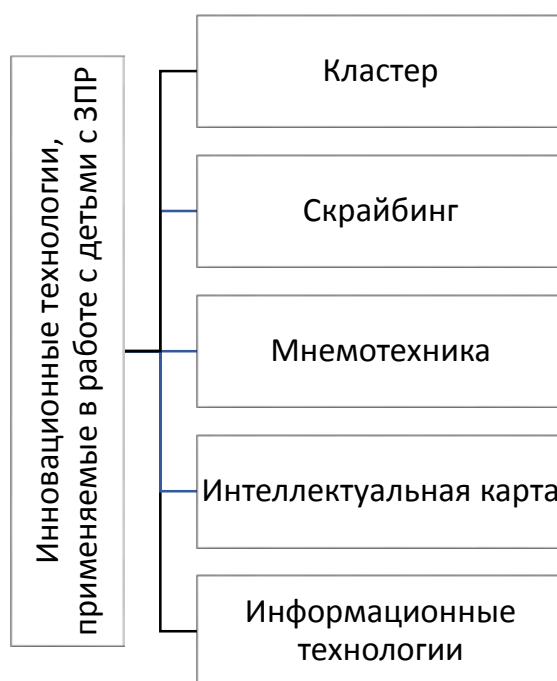 Инновационные технологии,
применяемые в работе с детьми с ЗПР
Кластер
Скрайбинг
Мнемотехника
Интеллектуальная карта
Информационные
технологии